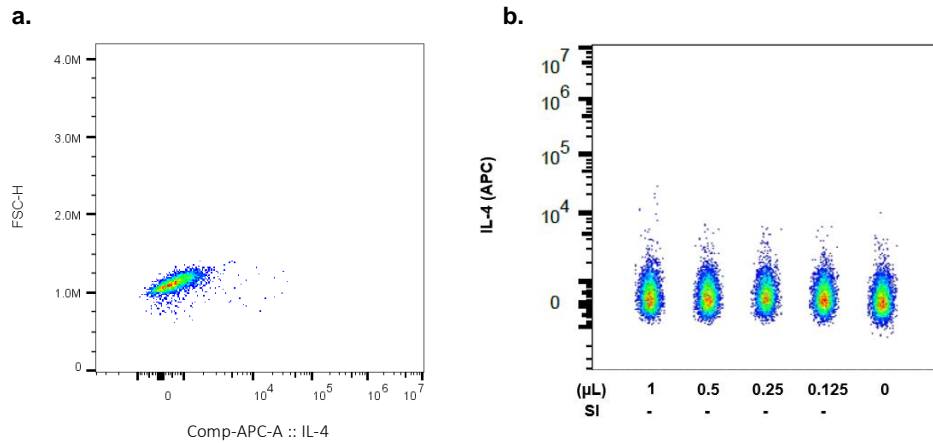 a.
4.0M
3.0M
2.0M
1.0M
0
FSC-H
0 10^4 10^5 10^6 10^7
Comp-APC-A :: IL-4
b.
10^7
10^6
10^5
10^4
0
IL-4 (APC)
(µL) 1 0.5 0.25 0.125 0
SI - - - -